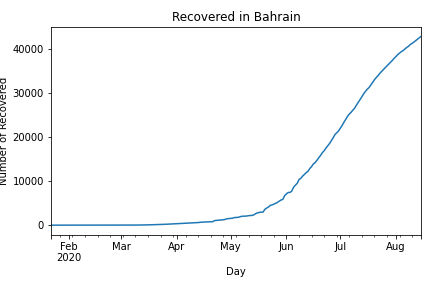 Recovered in Bahrain
Number of Recovered
40000
30000
20000
10000
0
Feb
2020
Mar
Apr
May
Jun
Jul
Aug
Day